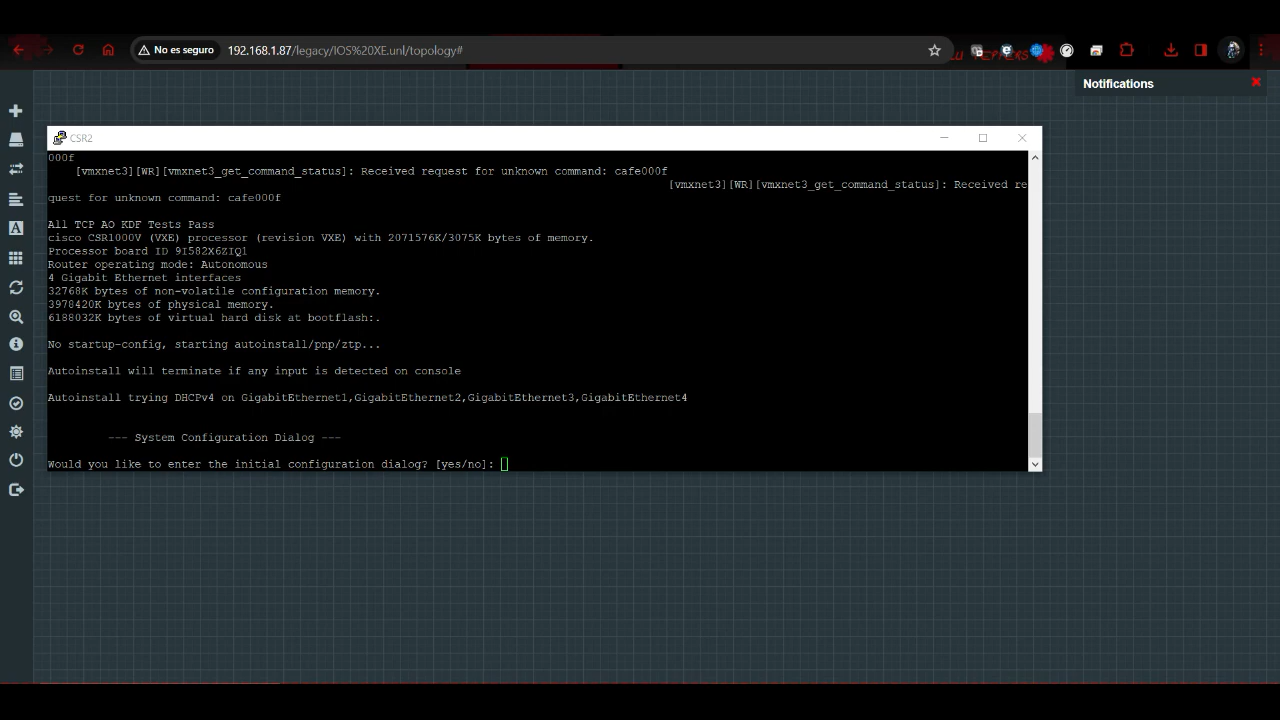 No es seguro
192.168.1.87/legacy/IOS%20XE.unl/topology#
Notifications
CSR2
000f
[vmxnet3][WR][vmxnet3_get_command_status]: Received request for unknown command: cafe000f
[vmxnet3][WR][vmxnet3_get_command_status]: Received re
quest for unknown command: cafe000f
All TCP AO KDF Tests Pass
cisco CSR1000V (VXE) processor (revision VXE) with 2071576K/3075K bytes of memory.
Processor board ID 9I582X6ZIQ1
Router operating mode: Autonomous
4 Gigabit Ethernet interfaces
32768K bytes of non-volatile configuration memory.
3978420K bytes of physical memory.
6188032K bytes of virtual hard disk at bootflash:.
No startup-config, starting autoinstall/pnp/ztp...
Autoinstall will terminate if any input is detected on console
Autoinstall trying DHCPv4 on GigabitEthernet1,GigabitEthernet2,GigabitEthernet3,GigabitEthernet4
--- System Configuration Dialog ---
Would you like to enter the initial configuration dialog? [yes/no]: